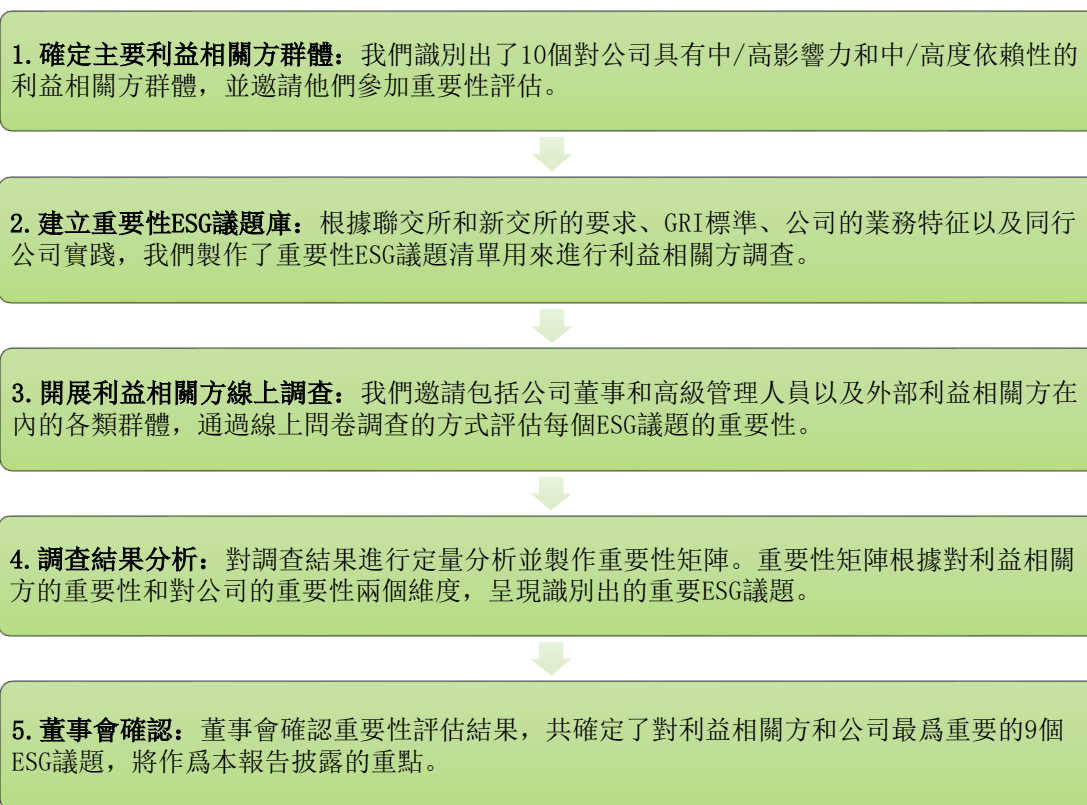 1. 確定主要利益相關方群體：我們識別出了10個對公司具有中/高影響力和中/高度依賴性的
利益相關方群體，並邀請他們參加重要性評估。
2. 建立重要性ESG議題庫：根據聯交所和新交所的要求、GRI標準、公司的業務特征以及同行
公司實踐，我們製作了重要性ESG議題清單用來進行利益相關方調查。
3. 開展利益相關方線上調查：我們邀請包括公司董事和高級管理人員以及外部利益相關方在
內的各類群體，通過線上問卷調查的方式評估每個ESG議題的重要性。
4. 調查結果分析：對調查結果進行定量分析並製作重要性矩陣。重要性矩陣根據對利益相關
方的重要性和對公司的重要性兩個維度，呈現識別出的重要ESG議題。
5. 董事會確認：董事會確認重要性評估結果，共確定了對利益相關方和公司最爲重要的9個
ESG議題，將作爲本報告披露的重點。